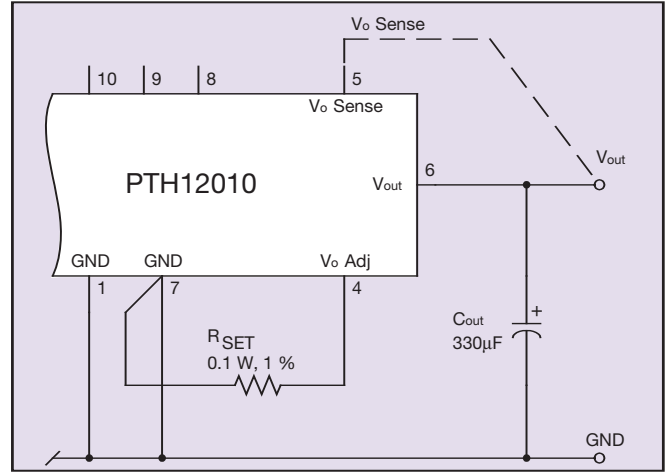 Vo Sense
10
9
8
5
Vo Sense
PTH12010
Vout
6
Vout
GND
GND
Vo Adj
1
7
4
RSET
0.1 W, 1 %
Cout
330µF
+
GND